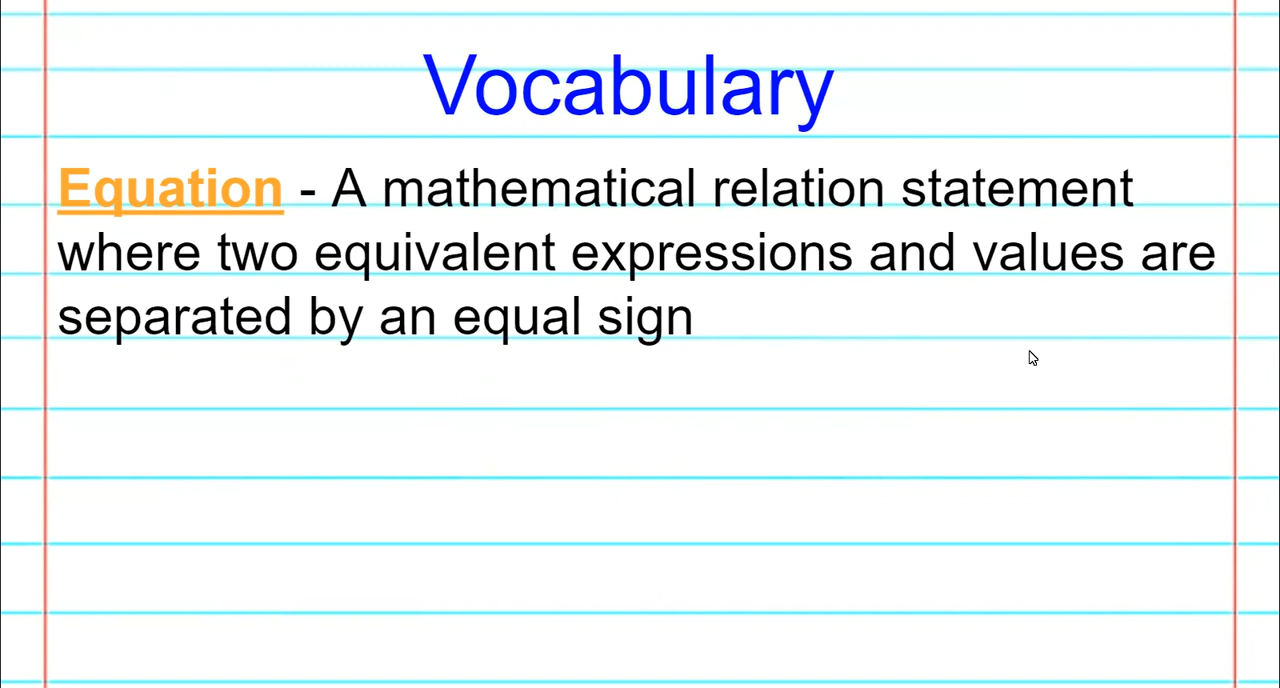 Vocabulary
Equation - A mathematical relation statement
where two equivalent expressions and values are
separated by an equal sign